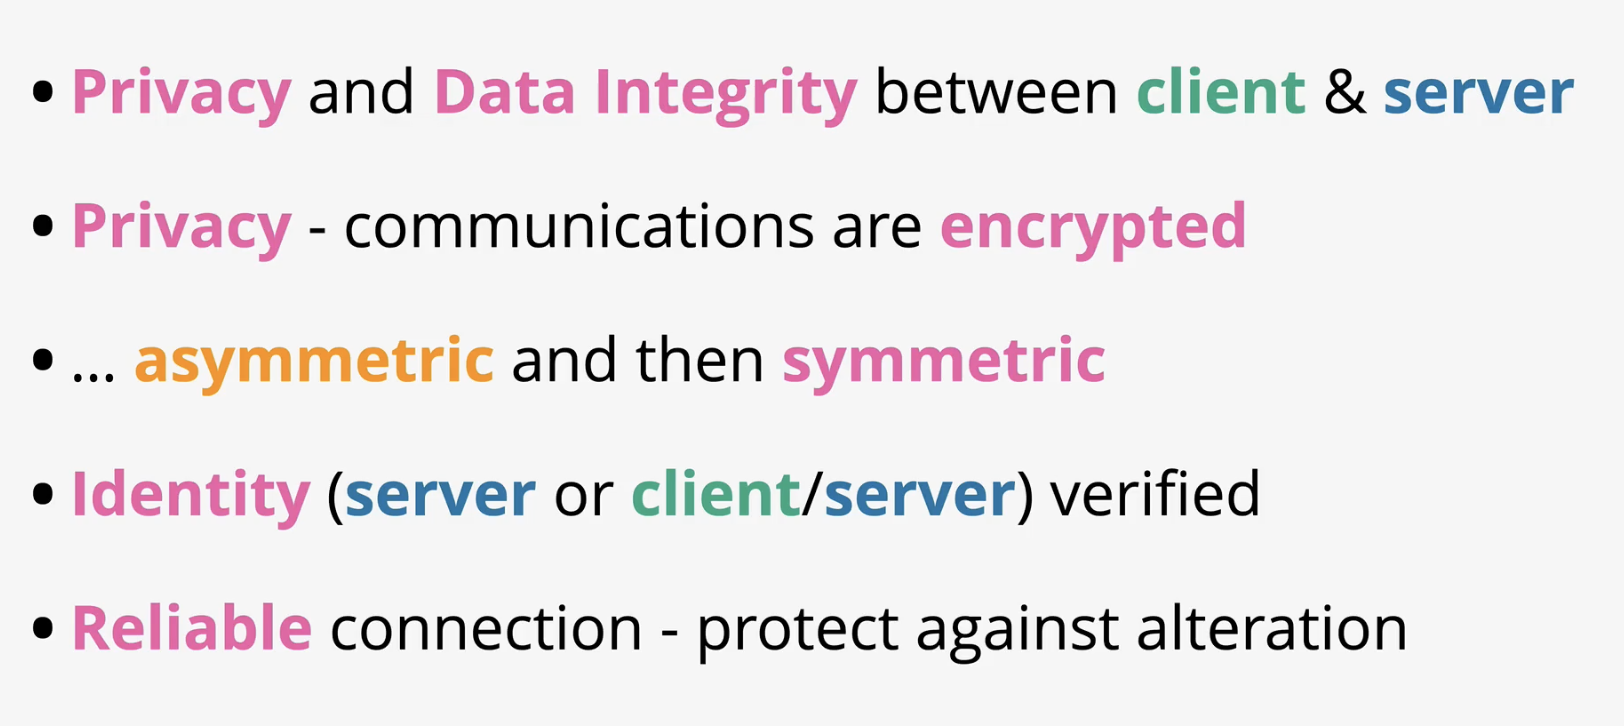 • Privacy and Data Integrity between client & server
• Privacy - communications are encrypted
• ... asymmetric and then symmetric
• Identity (server or client/server) verified
• Reliable connection - protect against alteration